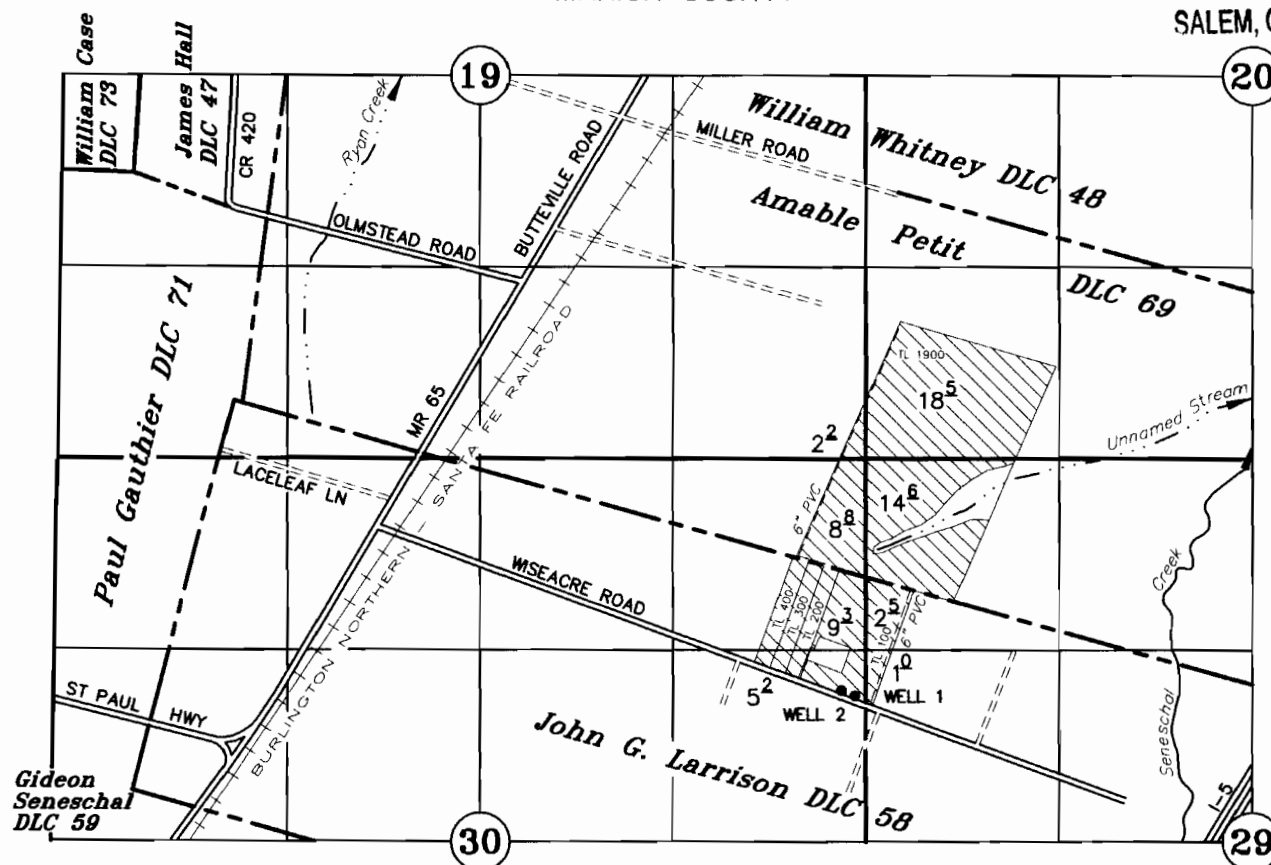 SALEM, O
William Case
DLC 73
James Hall
DLC 47
CR 420
Ryan Creek
19
20
BUTTEVILLE ROAD
MILLER ROAD
William Whitney DLC 48
Amable Petit
DLC 69
OLMSTEAD ROAD
Paul Gauthier DLC 71
MR 65
BURLINGTON NORTHERN - SANTA FE RAILROAD
LACELEAF LN
TL 1900
18 5
Unnamed Stream
2 2
6" PVC
8 8
14 6
WISEACRE ROAD
TL 400
TL 300
TL 200
9 3
2 5
TL 100
6" PVC
1 0
5 2
WELL 2
WELL 1
ST PAUL HWY
John G. Larrison DLC 58
Seneschal Creek
I-5
Gideon
Seneschal
DLC 59
30
29